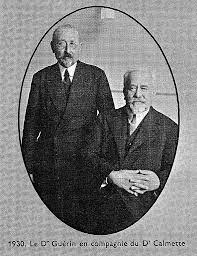 1930. Le Dr Guérin en compagnie du Dr Calmette